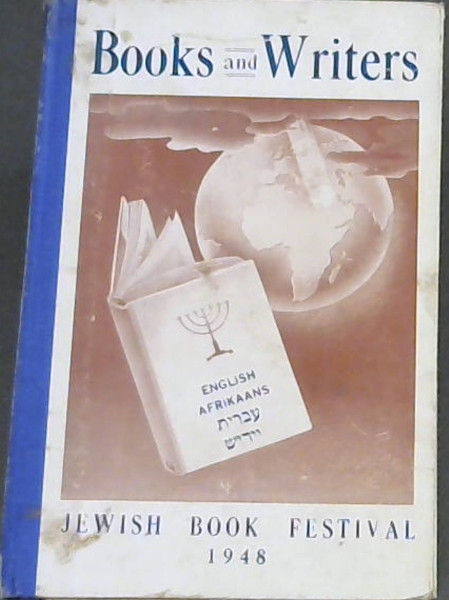 Books and Writers
ENGLISH
AFRIKAANS
עברית
יידיש
JEWISH BOOK FESTIVAL
1948